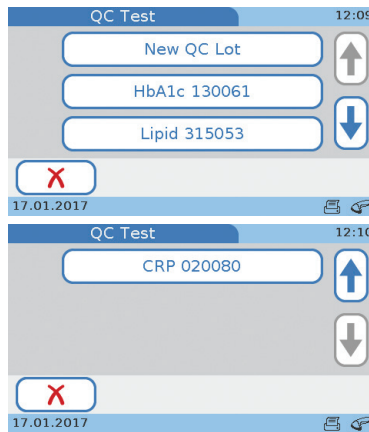 QC Test 12:09
New QC Lot
HbA1c 130061
Lipid 315053
17.01.2017
QC Test 12:10
CRP 020080
17.01.2017